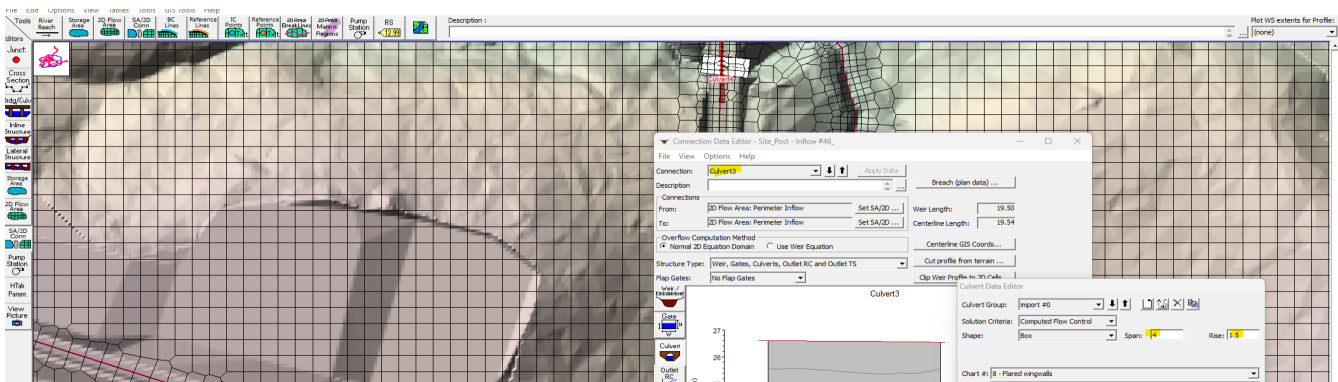 File Edit Options View Tables Tools GIS Tools Help
Tools
River Reach
Storage Area
2D Flow Area
SA/2D Conn
BC Lines
Reference Lines
IC Points
Reference Points
2D Area BreakLines
2D Area Mann n Regions
Pump Station
RS
Description :
Plot WS extents for Profile:
...
(none)
ditors
Junct.
Cross
Section
Brdg/Culv
Inline
Structure
Lateral
Structure
Storage
Area
2D Flow
Area
SA/2D
Conn
Pump
Station
HTab
Param.
View
Picture
Culvert4
Connection Data Editor - Site_Post - Inflow #46_
File View Options Help
Connection: Culvert3 Apply Data
Description ... Breach (plan data) ...
Connections
From: 2D Flow Area: Perimeter Inflow Set SA/2D ... Weir Length: 19.50
To: 2D Flow Area: Perimeter Inflow Set SA/2D ... Centerline Length: 19.54
Overflow Computation Method
Normal 2D Equation Domain Use Weir Equation Centerline GIS Coords...
Structure Type: Weir, Gates, Culverts, Outlet RC and Outlet TS Cut profile from terrain ...
Flap Gates: No Flap Gates Clip Weir Profile to 2D Cells
Weir /
Embankment
Gate
Culvert
Outlet
RC
Culvert3
27
26
Culvert Data Editor
Culvert Group: import #0
Solution Criteria: Computed Flow Control
Shape: Box Span: 4 Rise: 1.5
Chart #: 8 - Flared wingwalls